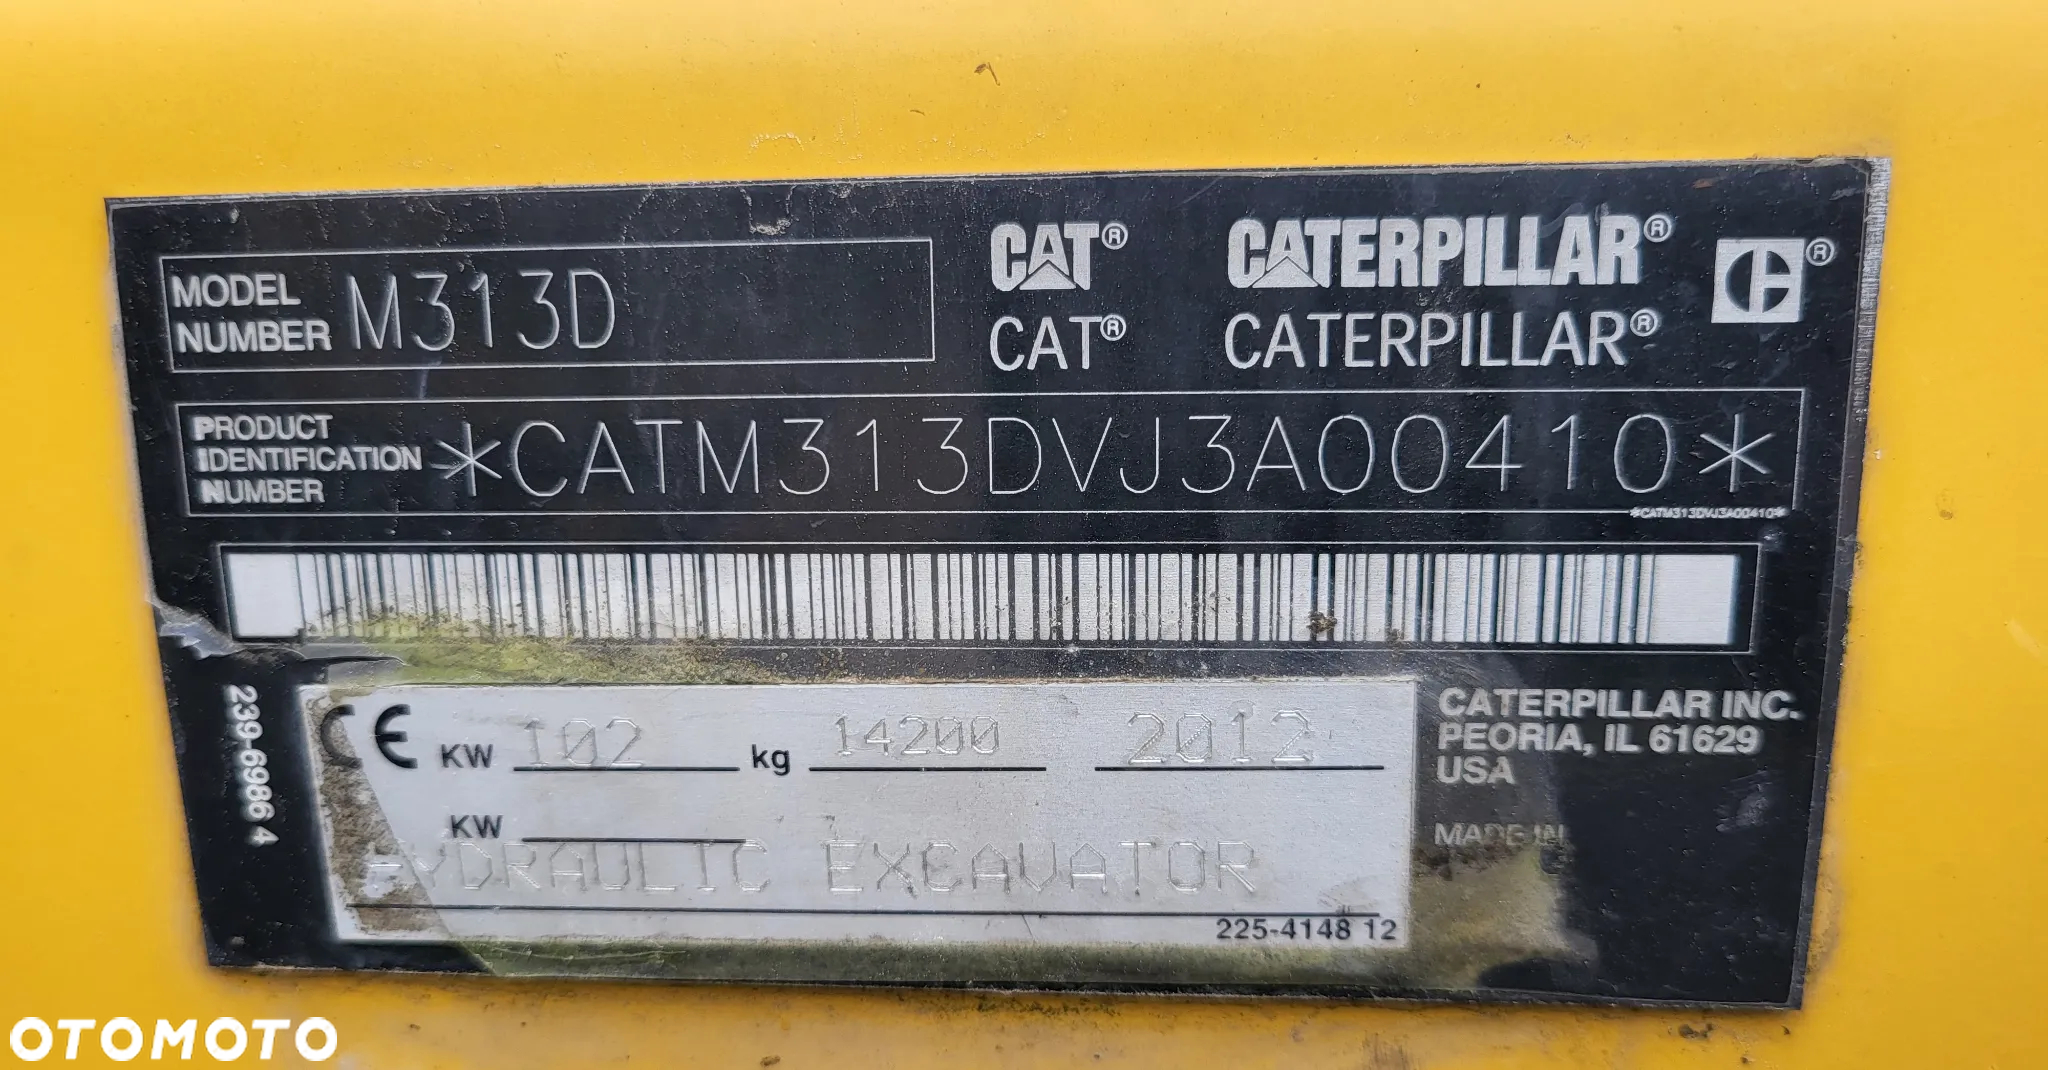 MODEL NUMBER M313D
CAT® CATERPILLAR® ®
CAT® CATERPILLAR®
PRODUCT IDENTIFICATION NUMBER *CATM313DVJ3A00410*
*CATM313DVJ3A00410*
239-6986 4
CE KW 102 kg 14200 2012
KW
HYDRAULIC EXCAVATOR
225-4148 12
CATERPILLAR INC.
PEORIA, IL 61629
USA
MADE IN
OTOMOTO